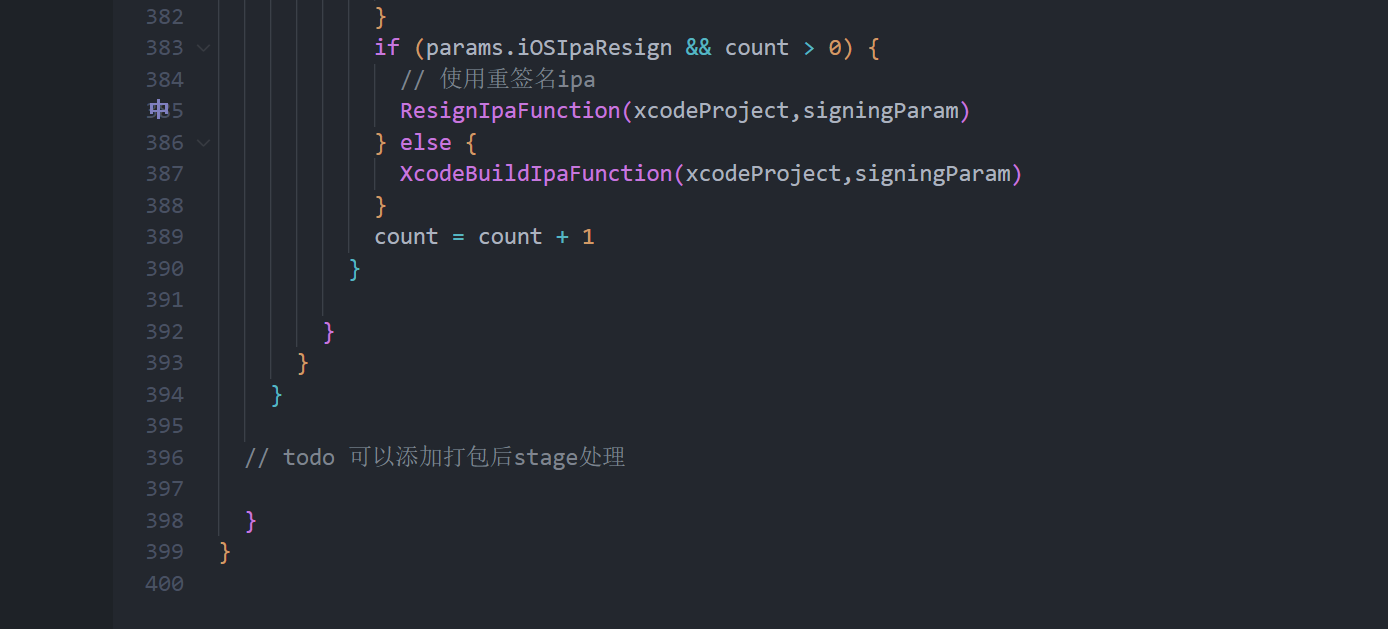 382 }
383 if (params.iOSIpaResign && count > 0) {
384 // 使用重签名ipa
385 ResignIpaFunction(xcodeProject,signingParam)
386 } else {
387 XcodeBuildIpaFunction(xcodeProject,signingParam)
388 }
389 count = count + 1
390 }
391
392 }
393 }
394 }
395
396 // todo 可以添加打包后stage处理
397
398 }
399 }
400